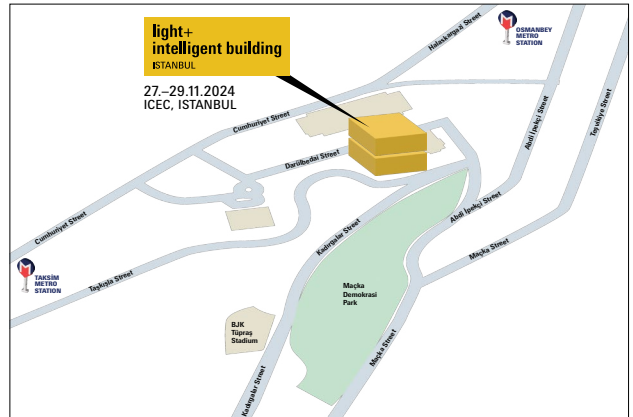 light+
intelligent building
ISTANBUL
27.–29.11.2024
ICEC, ISTANBUL
Halaskargazi Street
M
OSMANBEY
METRO
STATION
Abdi İpekçi Street
Teşvikiye Street
Cumhuriyet Street
Darülbedai Street
Cumhuriyet Street
Kadırgalar Street
Abdi İpekçi Street
Maçka Street
M
TAKSİM
METRO
STATION
Taşkışla Street
Maçka
Demokrasi
Park
BJK
Tüpraş
Stadium
Maçka Street
Kadırgalar Street